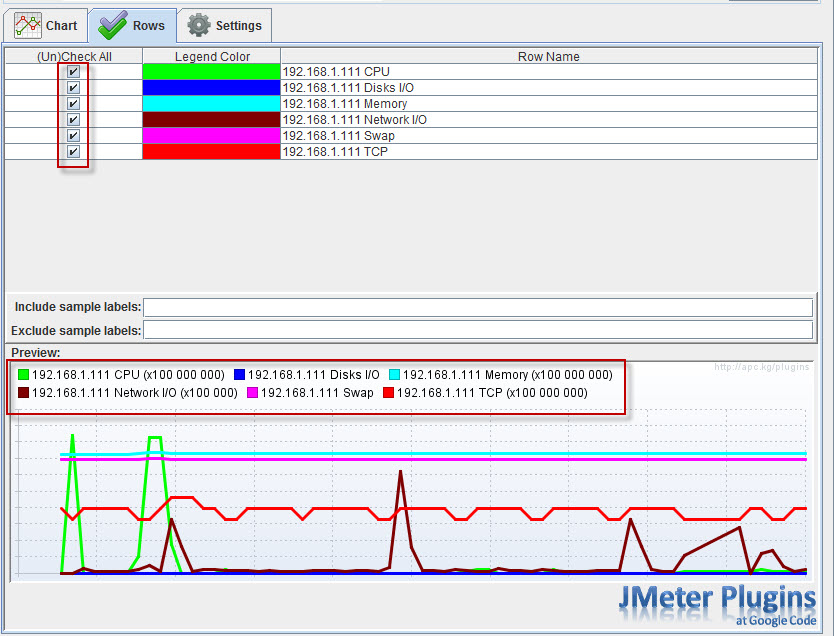 Chart Rows Settings
(Un)Check All Legend Color Row Name
192.168.1.111 CPU
192.168.1.111 Disks I/O
192.168.1.111 Memory
192.168.1.111 Network I/O
192.168.1.111 Swap
192.168.1.111 TCP
Include sample labels:
Exclude sample labels:
Preview:
http://apc.kg/plugins
192.168.1.111 CPU (x100 000 000) 192.168.1.111 Disks I/O 192.168.1.111 Memory (x100 000 000)
192.168.1.111 Network I/O (x100 000) 192.168.1.111 Swap 192.168.1.111 TCP (x100 000 000)
JMeter Plugins
at Google Code